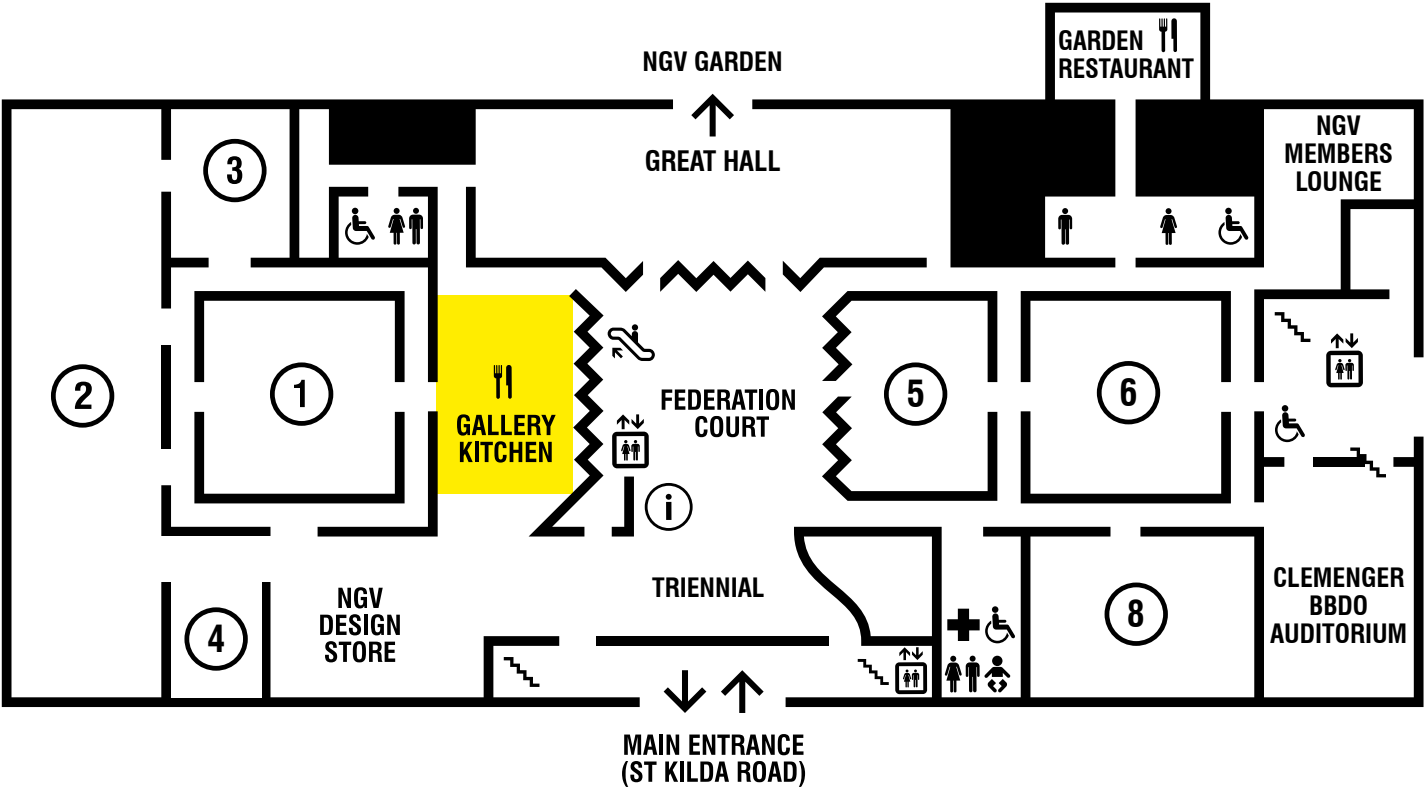 GARDEN
RESTAURANT
NGV GARDEN
GREAT HALL
NGV
MEMBERS
LOUNGE
3
2
1
GALLERY
KITCHEN
FEDERATION
COURT
5
6
i
NGV
DESIGN
STORE
4
TRIENNIAL
8
CLEMENGER
BBDO
AUDITORIUM
MAIN ENTRANCE
(ST KILDA ROAD)